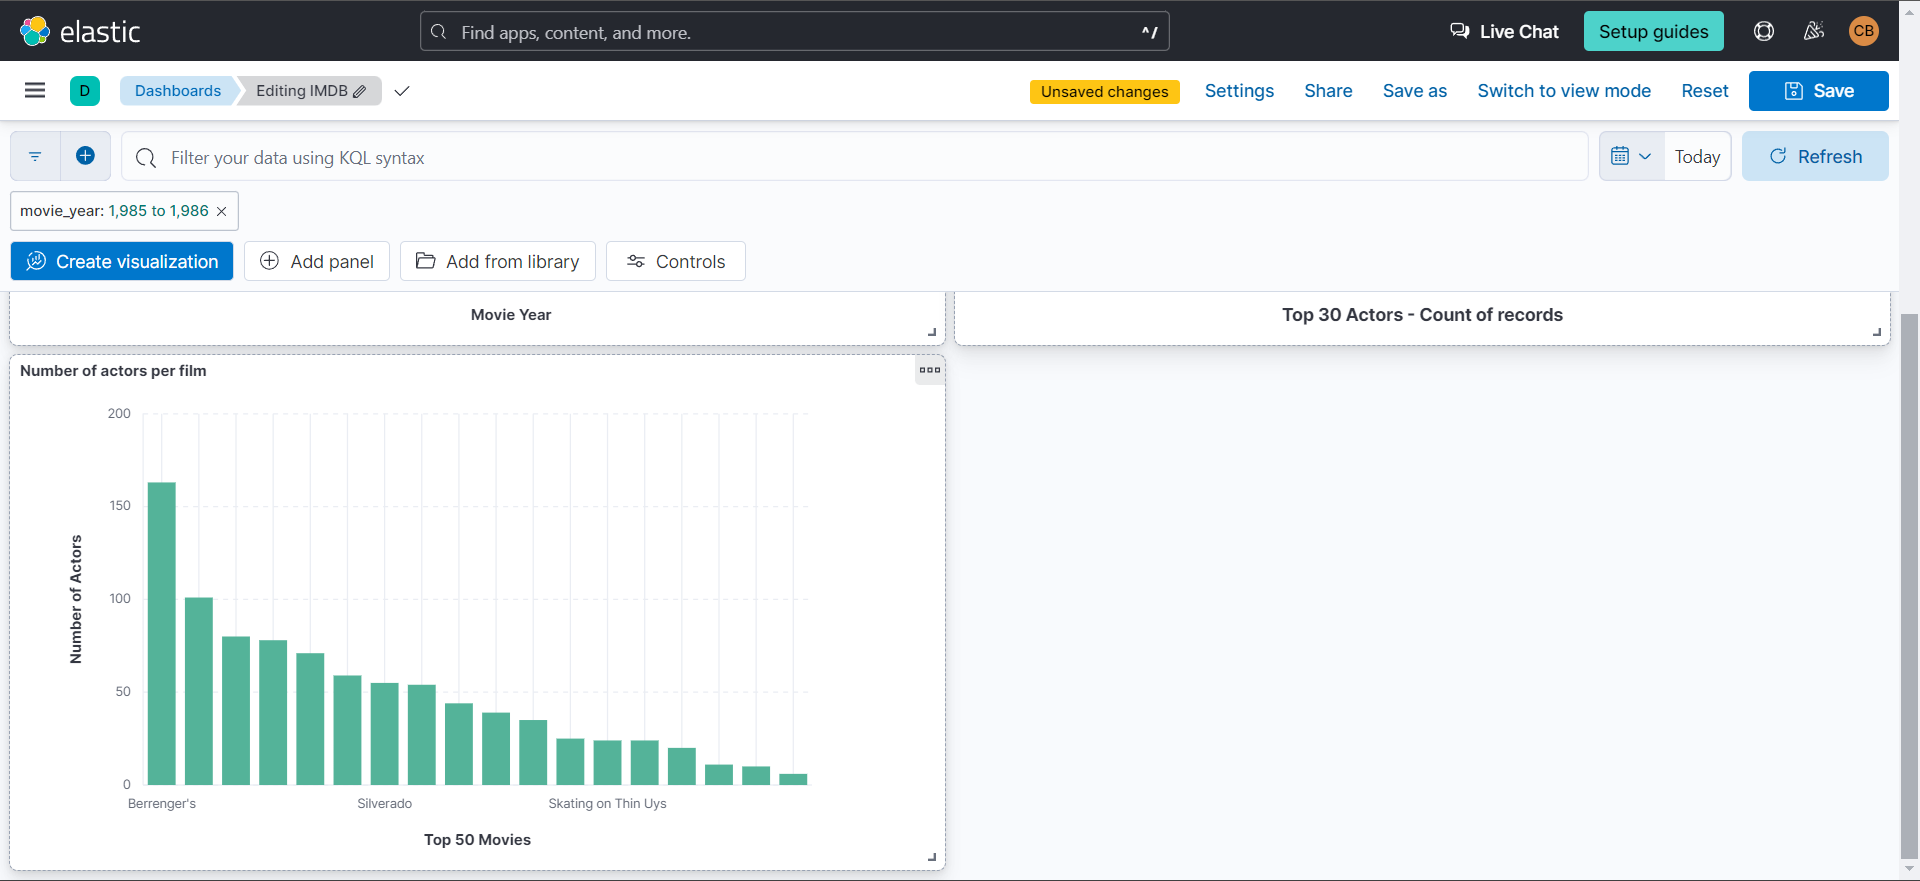 elastic
Find apps, content, and more.
^/
Live Chat
Setup guides
CB
D
Dashboards
Editing IMDB
Unsaved changes
Settings
Share
Save as
Switch to view mode
Reset
Save
Filter your data using KQL syntax
Today
Refresh
movie_year: 1,985 to 1,986
Create visualization
Add panel
Add from library
Controls
Movie Year
Top 30 Actors - Count of records
Number of actors per film
200
150
100
50
0
Number of Actors
Berrenger's
Silverado
Skating on Thin Uys
Top 50 Movies